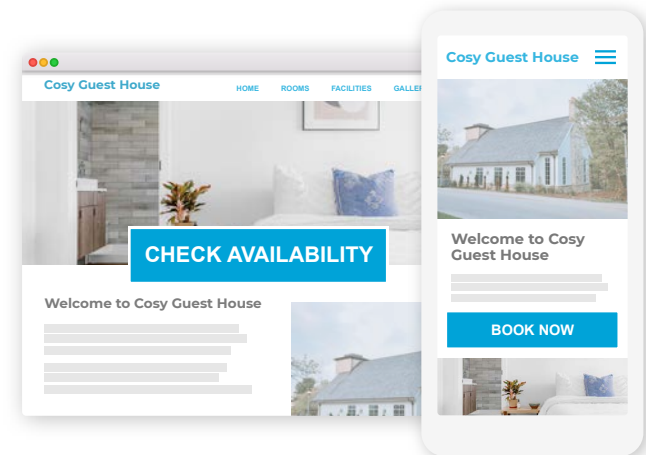 Cosy Guest House
HOME ROOMS FACILITIES
CHECK AVAILABILITY
Welcome to Cosy Guest House
Cosy Guest House
Welcome to Cosy
Guest House
BOOK NOW